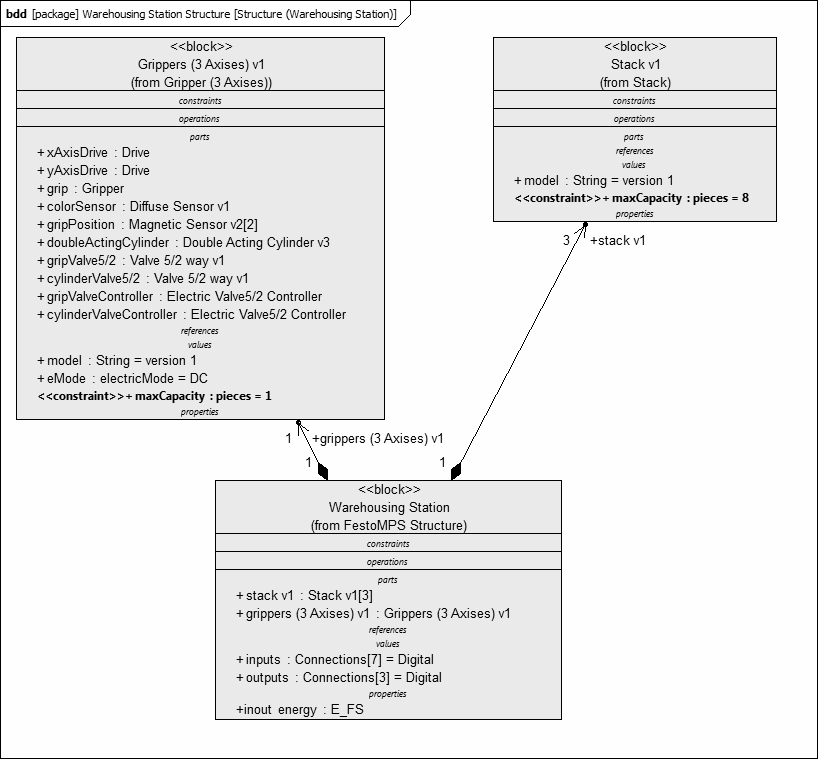 bdd [package] Warehousing Station Structure [Structure (Warehousing Station)]
<<block>>
Grippers (3 Axises) v1
(from Gripper (3 Axises))
constraints
operations
parts
+ xAxisDrive : Drive
+ yAxisDrive : Drive
+ grip : Gripper
+ colorSensor : Diffuse Sensor v1
+ gripPosition : Magnetic Sensor v2[2]
+ doubleActingCylinder : Double Acting Cylinder v3
+ gripValve5/2 : Valve 5/2 way v1
+ cylinderValve5/2 : Valve 5/2 way v1
+ gripValveController : Electric Valve5/2 Controller
+ cylinderValveController : Electric Valve5/2 Controller
references
values
+ model : String = version 1
+ eMode : electricMode = DC
<<constraint>>+ maxCapacity : pieces = 1
properties
<<block>>
Stack v1
(from Stack)
constraints
operations
parts
references
values
+ model : String = version 1
<<constraint>>+ maxCapacity : pieces = 8
properties
3 +stack v1
1 +grippers (3 Axises) v1
1
1
<<block>>
Warehousing Station
(from FestoMPS Structure)
constraints
operations
parts
+ stack v1 : Stack v1[3]
+ grippers (3 Axises) v1 : Grippers (3 Axises) v1
references
values
+ inputs : Connections[7] = Digital
+ outputs : Connections[3] = Digital
properties
+inout energy : E_FS